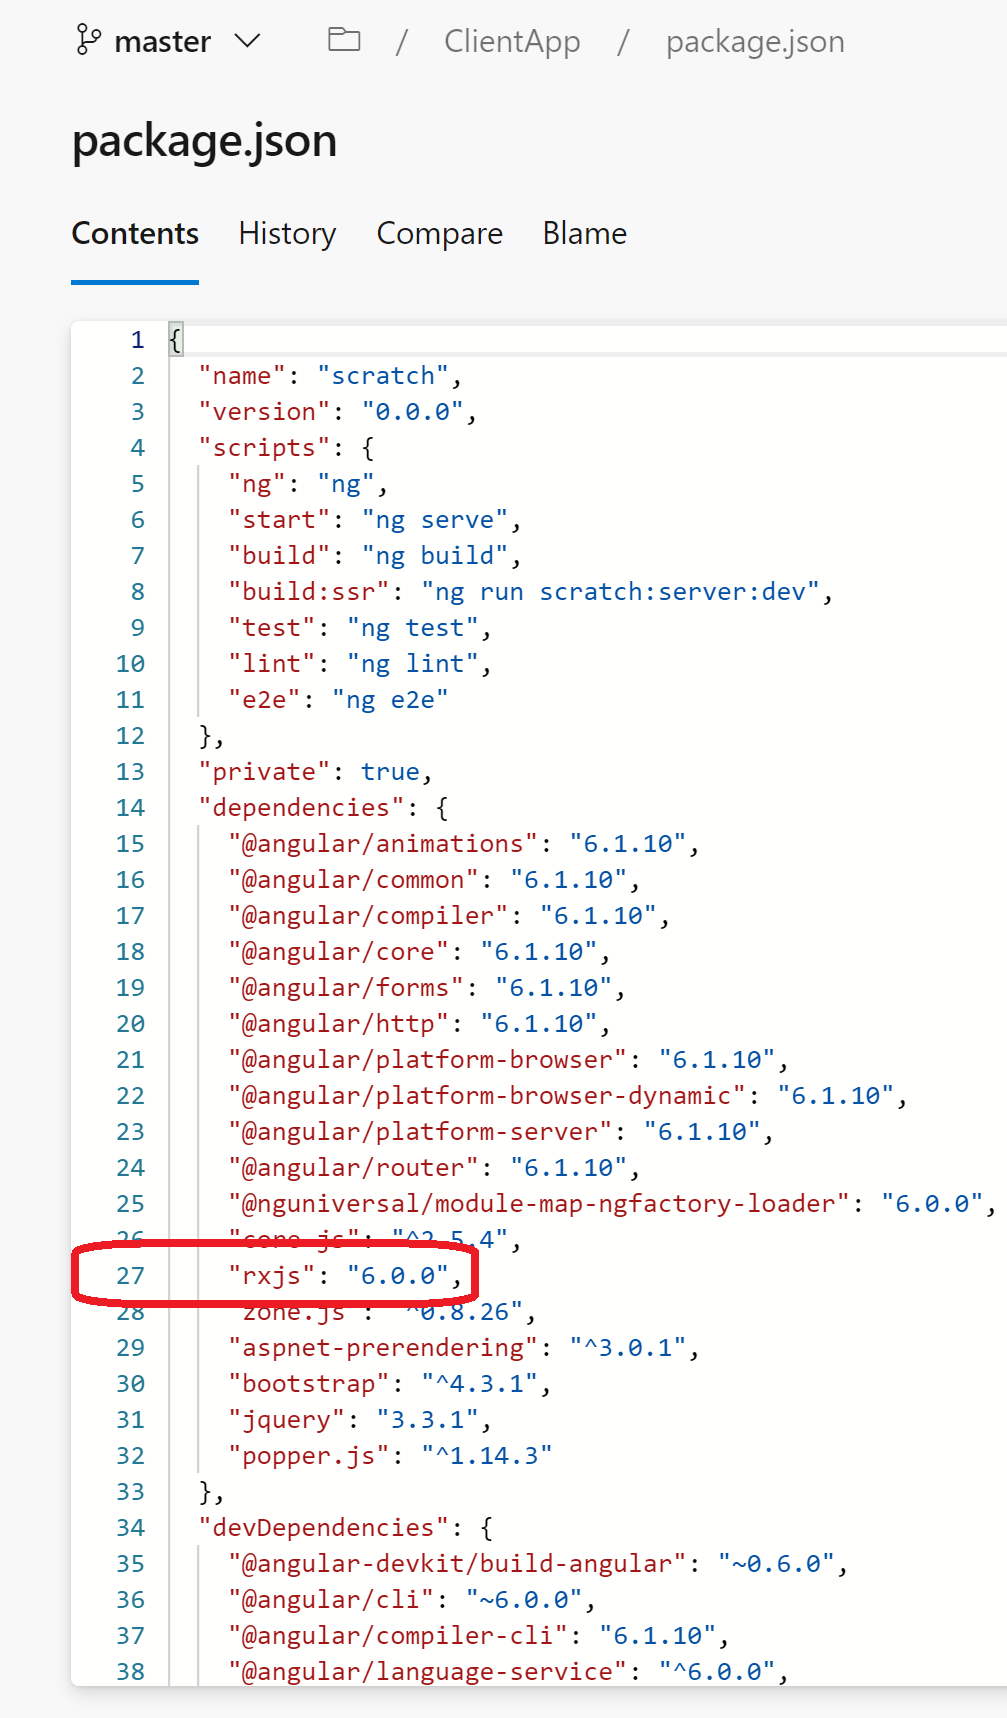 master / ClientApp / package.json
package.json
Contents History Compare Blame
1 {
2 "name": "scratch",
3 "version": "0.0.0",
4 "scripts": {
5 "ng": "ng",
6 "start": "ng serve",
7 "build": "ng build",
8 "build:ssr": "ng run scratch:server:dev",
9 "test": "ng test",
10 "lint": "ng lint",
11 "e2e": "ng e2e"
12 },
13 "private": true,
14 "dependencies": {
15 "@angular/animations": "6.1.10",
16 "@angular/common": "6.1.10",
17 "@angular/compiler": "6.1.10",
18 "@angular/core": "6.1.10",
19 "@angular/forms": "6.1.10",
20 "@angular/http": "6.1.10",
21 "@angular/platform-browser": "6.1.10",
22 "@angular/platform-browser-dynamic": "6.1.10",
23 "@angular/platform-server": "6.1.10",
24 "@angular/router": "6.1.10",
25 "@nguniversal/module-map-ngfactory-loader": "6.0.0",
26 "core-js": "^2.5.4",
27 "rxjs": "6.0.0",
28 "zone.js": "^0.8.26",
29 "aspnet-prerendering": "^3.0.1",
30 "bootstrap": "^4.3.1",
31 "jquery": "3.3.1",
32 "popper.js": "^1.14.3"
33 },
34 "devDependencies": {
35 "@angular-devkit/build-angular": "~0.6.0",
36 "@angular/cli": "~6.0.0",
37 "@angular/compiler-cli": "6.1.10",
38 "@angular/language-service": "^6.0.0",